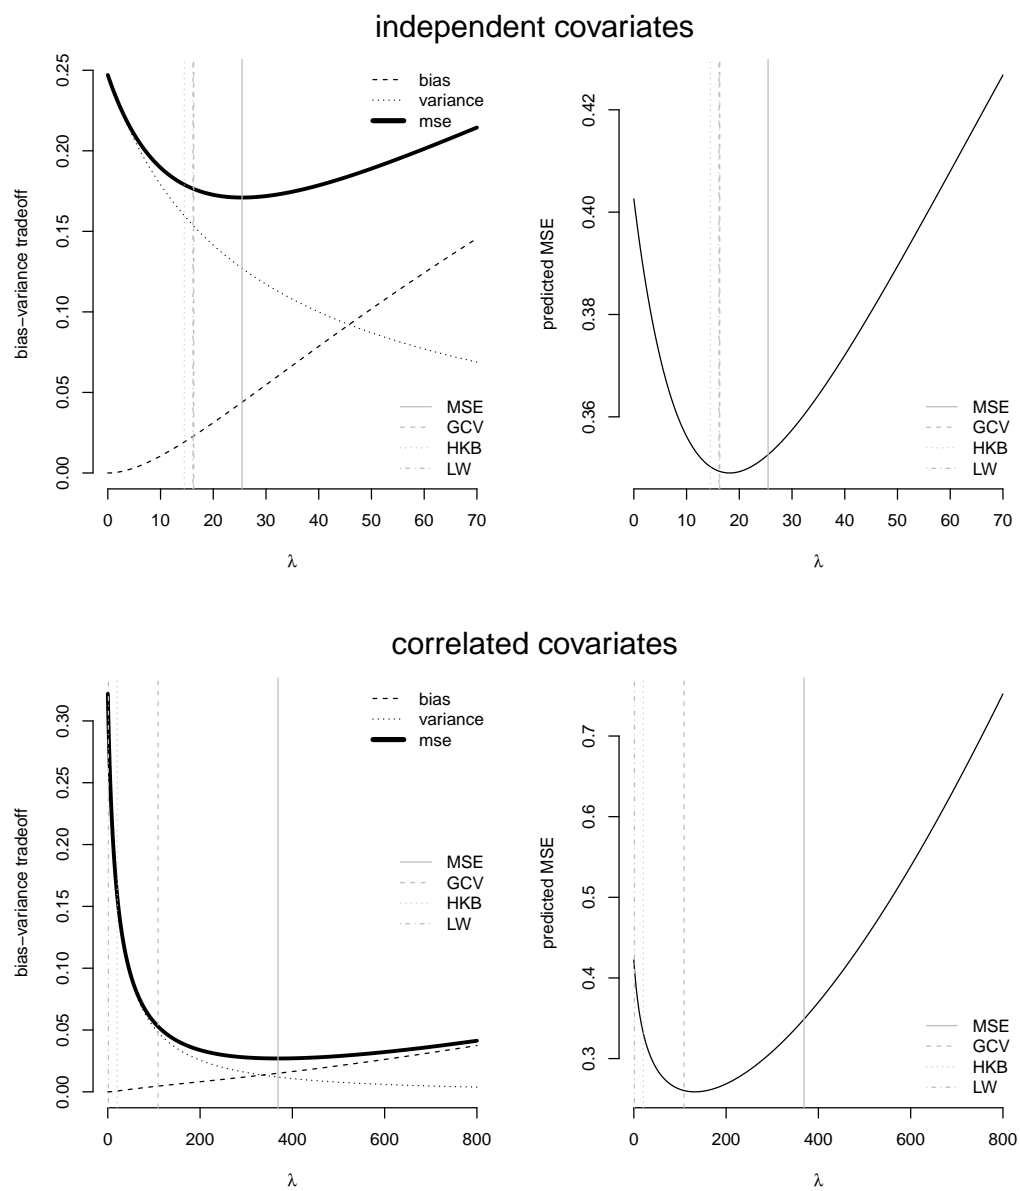 independent covariates
bias−variance tradeoff
0.00 0.05 0.10 0.15 0.20 0.25
bias
variance
mse
MSE
GCV
HKB
LW
0 10 20 30 40 50 60 70
λ
predicted MSE
0.36 0.38 0.40 0.42
MSE
GCV
HKB
LW
0 10 20 30 40 50 60 70
λ
correlated covariates
bias−variance tradeoff
0.00 0.05 0.10 0.15 0.20 0.25 0.30
bias
variance
mse
MSE
GCV
HKB
LW
0 200 400 600 800
λ
predicted MSE
0.3 0.4 0.5 0.6 0.7
MSE
GCV
HKB
LW
0 200 400 600 800
λ